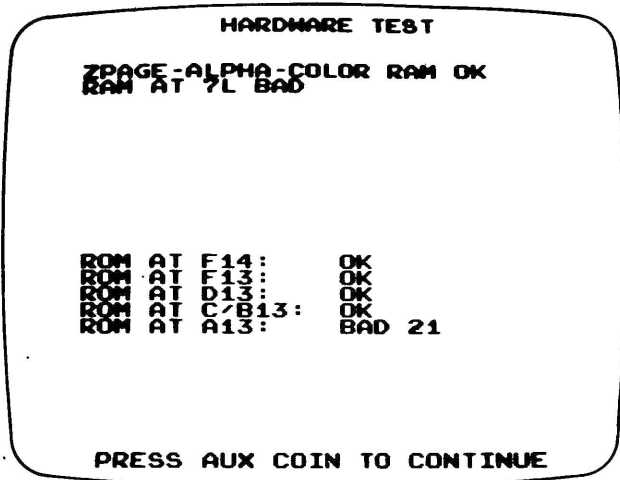 HARDWARE TEST
ZPAGE-ALPHA-COLOR RAM OK
RAM AT 7L BAD
ROM AT F14: OK
ROM AT F13: OK
ROM AT D13: OK
ROM AT C/B13: OK
ROM AT A13: BAD 21
PRESS AUX COIN TO CONTINUE